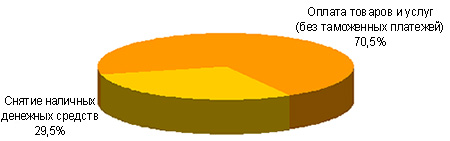 Оплата товаров и услуг
(без таможенных платежей)
70,5%
Снятие наличных
денежных средств
29,5%